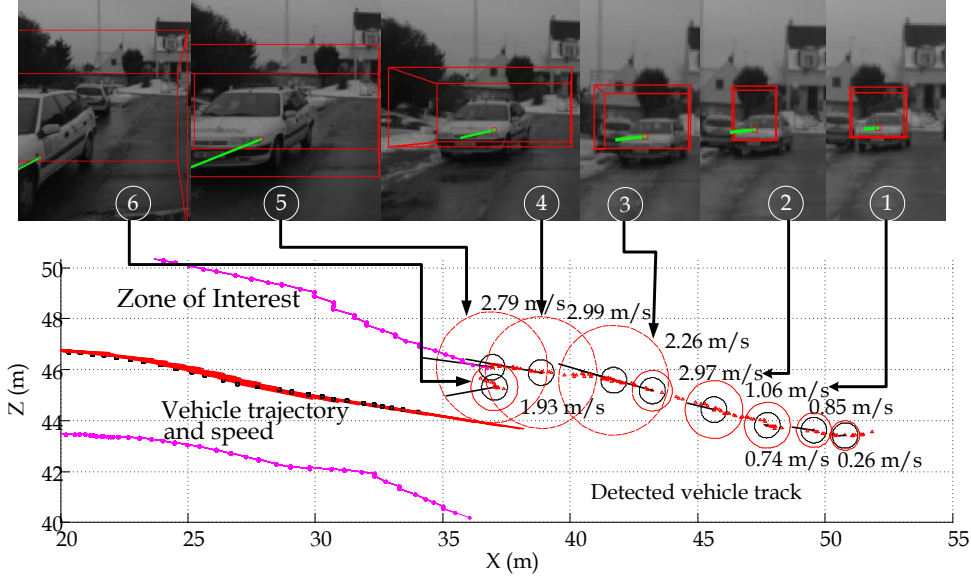 6
5
4
3
2
1
50
48
46
44
42
40
Z (m)
Zone of Interest
2.79 m/s
2.99 m/s
2.26 m/s
2.97 m/s
1.06 m/s
0.85 m/s
1.93 m/s
Vehicle trajectory
and speed
0.74 m/s
0.26 m/s
Detected vehicle track
20
25
30
35
40
45
50
55
X (m)